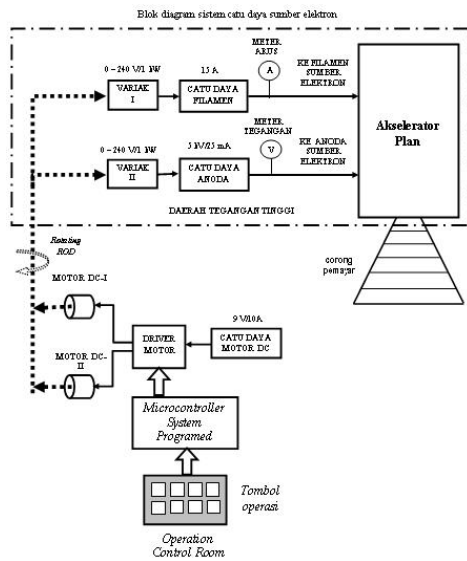 Blok diagram sistem catu daya sumber elektron
METER
ARUS
KE FILAMEN
SUMBER
ELEKTRON
0 – 240 V/1 kW
15 A
A
VARIAK
I
CATU DAYA
FILAMEN
Akselerator
Plan
METER
TEGANGAN
KE ANODA
SUMBER
ELEKTRON
0 – 240 V/1 kW
5 kV/25 mA
V
VARIAK
II
CATU DAYA
ANODA
DAERAH TEGANGAN TINGGI
Rotating
ROD
corong
pemayar
MOTOR DC-I
9 V/10A
DRIVER
MOTOR
CATU DAYA
MOTOR DC
MOTOR DC-
II
Microcontroller
System
Programed
Tombol
operasi
Operation
Control Room